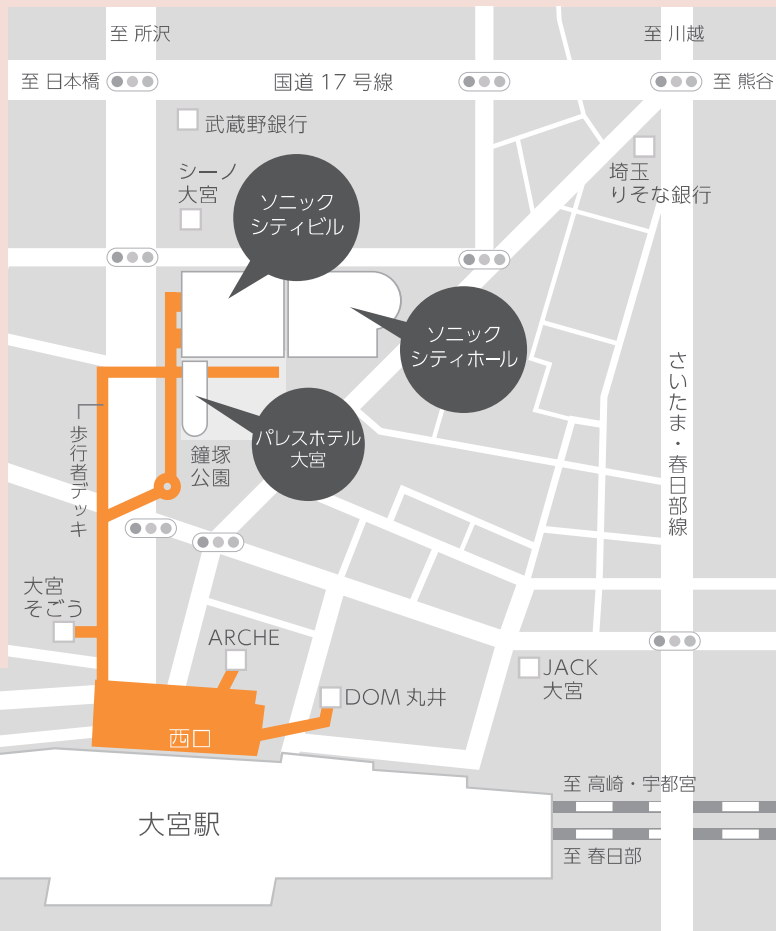 至 所沢
至 川越
至 日本橋
国道 17 号線
至 熊谷
武蔵野銀行
シーノ
大宮
ソニック
シティビル
埼玉
りそな銀行
ソニック
シティホール
さいたま・春日部線
歩行者デッキ
パレスホテル
大宮
鐘塚
公園
大宮
そごう
ARCHE
JACK
大宮
DOM 丸井
西口
至 高崎・宇都宮
大宮駅
至 春日部